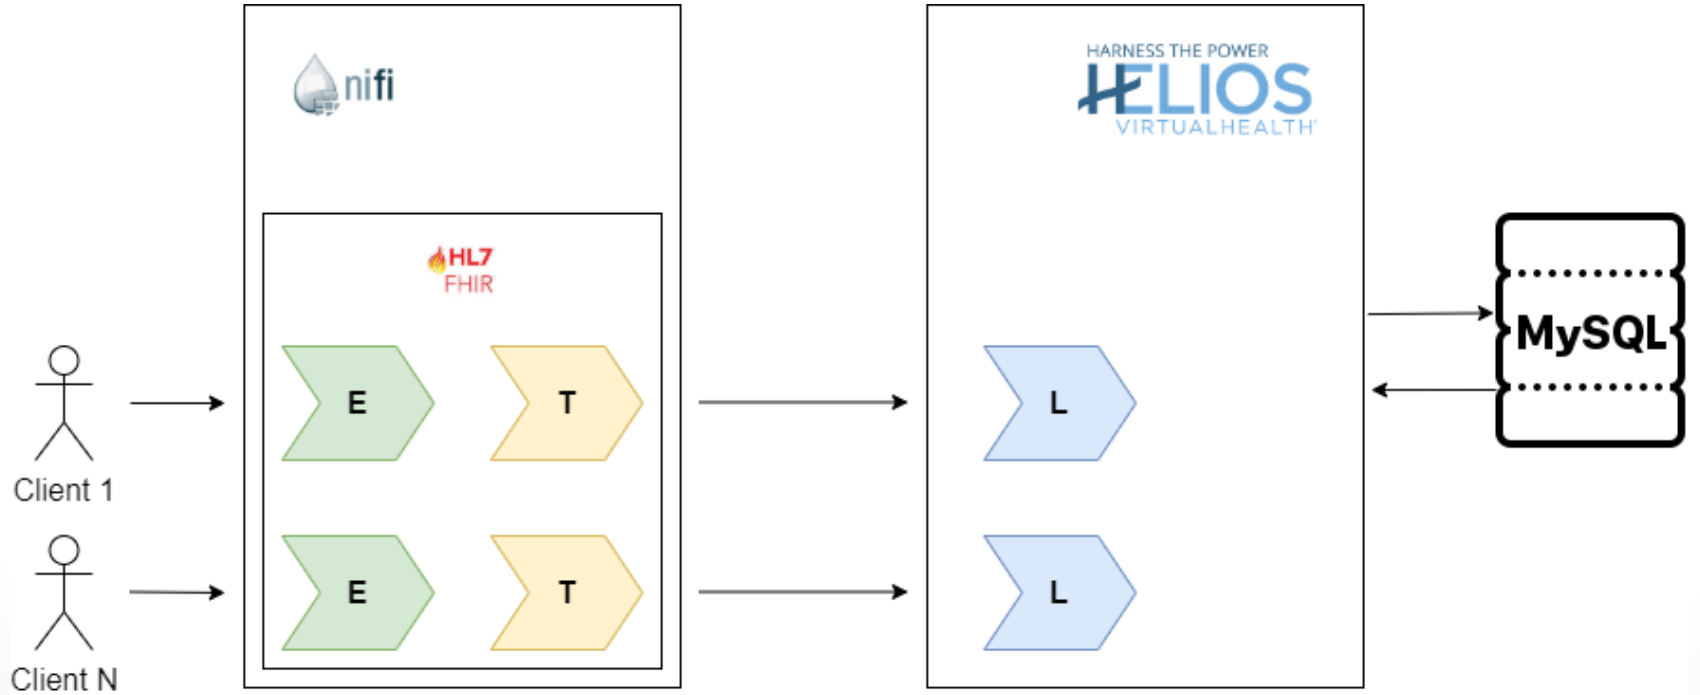 nifi
HARNESS THE POWER
HELIOS
VIRTUALHEALTH
HL7
FHIR
E
T
L
Client 1
E
T
L
Client N
MySQL